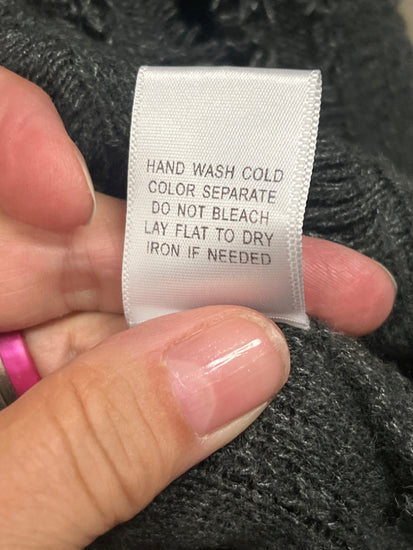 HAND WASH COLD
COLOR SEPARATE
DO NOT BLEACH
LAY FLAT TO DRY
IRON IF NEEDED